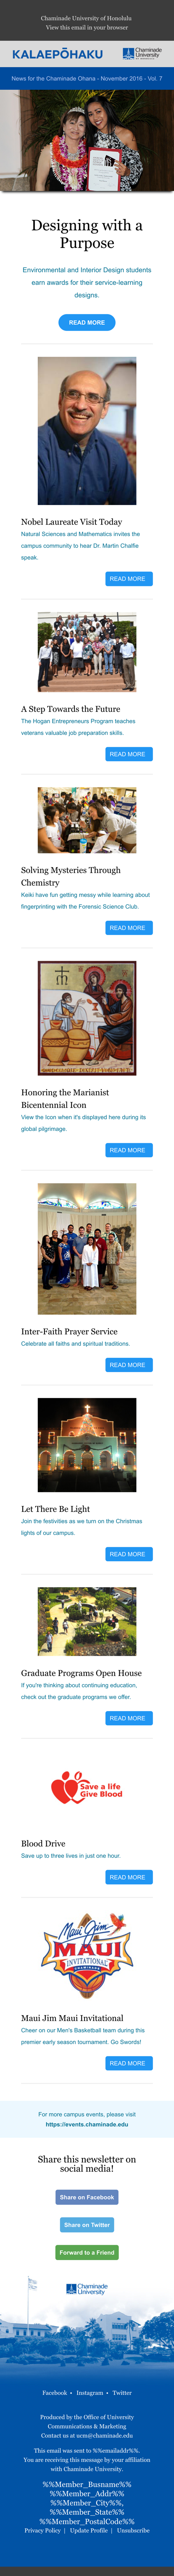 Chaminade University of Honolulu
View this email in your browser
KALAEPŌHAKU
Chaminade
University
News for the Chaminade Ohana - November 2016 - Vol. 7
Designing with a
Purpose
Environmental and Interior Design students
earn awards for their service-learning
designs.
READ MORE
Nobel Laureate Visit Today
Natural Sciences and Mathematics invites the
campus community to hear Dr. Martin Chalfie
speak.
READ MORE
A Step Towards the Future
The Hogan Entrepreneurs Program teaches
veterans valuable job preparation skills.
READ MORE
Solving Mysteries Through
Chemistry
Keiki have fun getting messy while learning about
fingerprinting with the Forensic Science Club.
READ MORE
Honoring the Marianist
Bicentennial Icon
View the Icon when it's displayed here during its
global pilgrimage.
READ MORE
Inter-Faith Prayer Service
Celebrate all faiths and spiritual traditions.
READ MORE
Let There Be Light
Join the festivities as we turn on the Christmas
lights of our campus.
READ MORE
Graduate Programs Open House
If you're thinking about continuing education,
check out the graduate programs we offer.
READ MORE
Save a life
Give Blood
Blood Drive
Save up to three lives in just one hour.
READ MORE
Maui Jim
MAUI
INVITATIONAL
Maui Jim Maui Invitational
Cheer on our Men's Basketball team during this
premier early season tournament. Go Swords!
READ MORE
For more campus events, please visit
https://events.chaminade.edu
Share this newsletter on
social media!
Share on Facebook
Share on Twitter
Forward to a Friend
Chaminade
University
Facebook • Instagram • Twitter
Produced by the Office of University
Communications & Marketing
Contact us at ucm@chaminade.edu
This email was sent to %%emailaddr%%.
You are receiving this message by your affiliation
with Chaminade University.
%%Member_Busname%%
%%Member_Addr%%
%%Member_City%%,
%%Member_State%%
%%Member_PostalCode%%
Privacy Policy | Update Profile | Unsubscribe